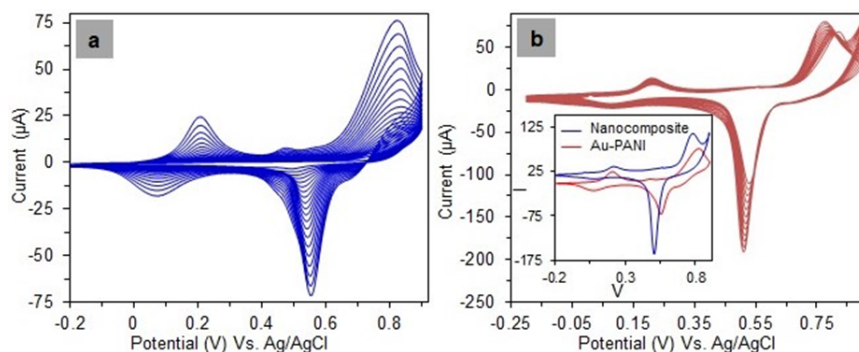 a
75
50
25
0
-25
-50
-75
Current (µA)
-0.2 0 0.2 0.4 0.6 0.8
Potential (V) Vs. Ag/AgCl
b
50
0
-50
-100
-150
-200
-250
Current (µA)
-0.25 -0.05 0.15 0.35 0.55 0.75
Potential (V) Vs. Ag/AgCl
Nanocomposite
Au-PANI
125
25
-75
-175
I
-0.2 0.3 0.8
V